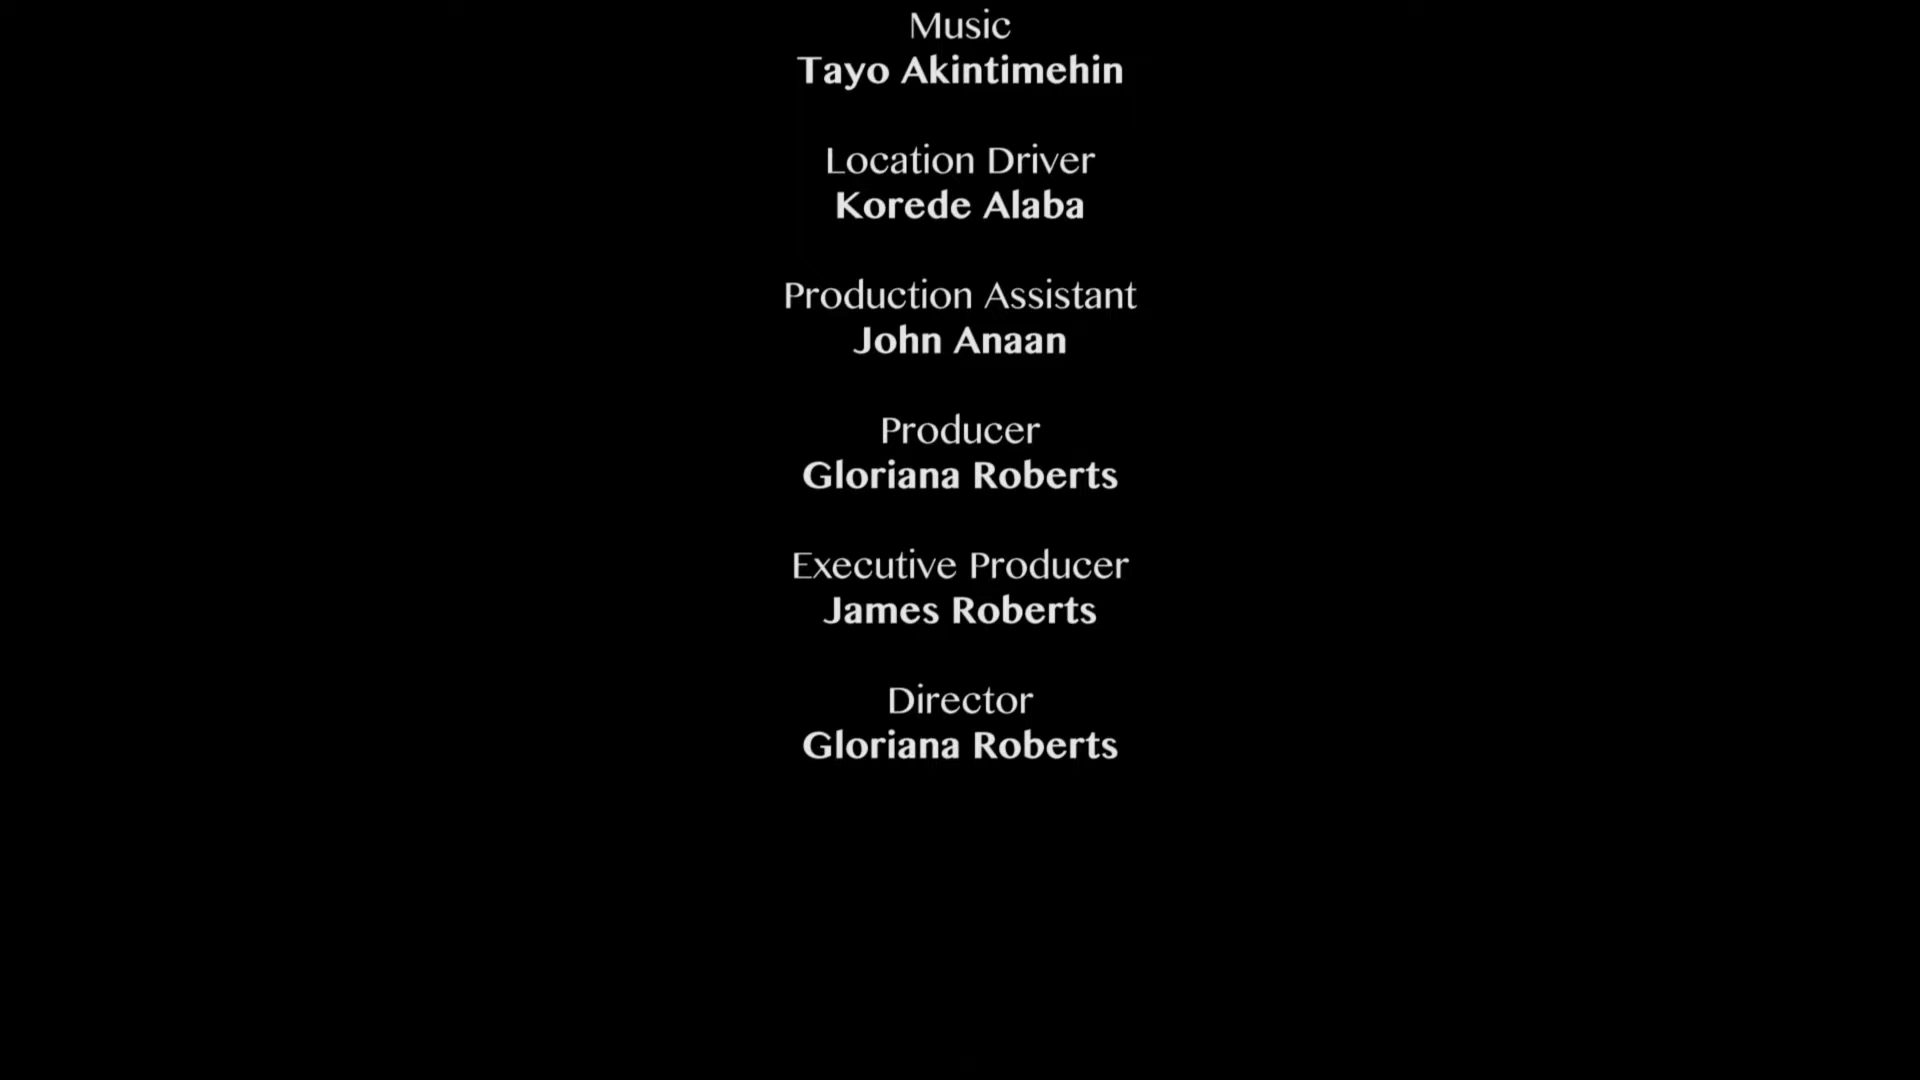 Music
Tayo Akintimehin
Location Driver
Korede Alaba
Production Assistant
John Anaan
Producer
Gloriana Roberts
Executive Producer
James Roberts
Director
Gloriana Roberts